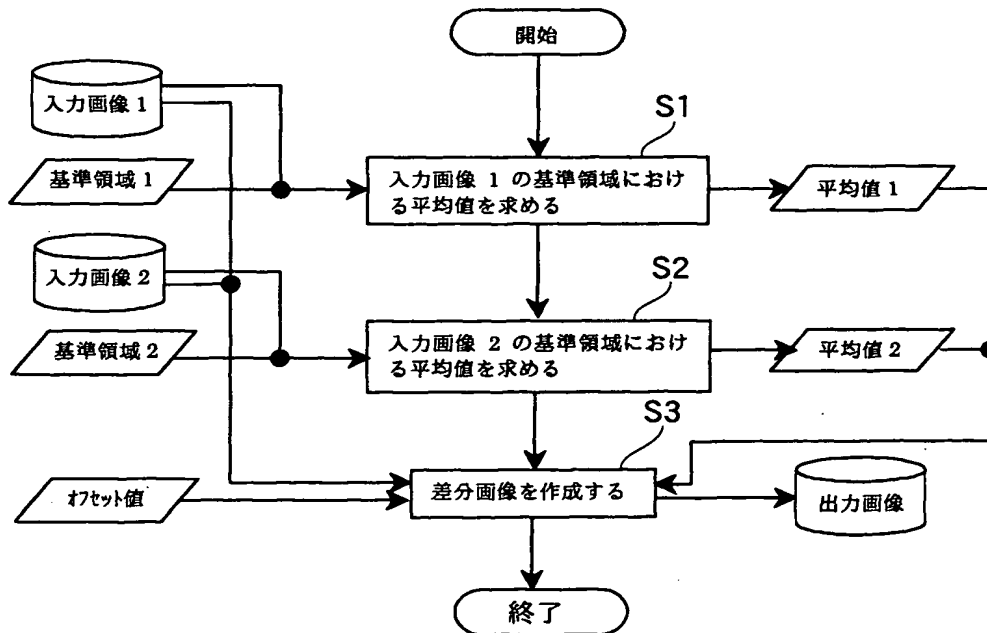 開始
入力画像 1
S1
基準領域 1
入力画像 1 の基準領域におけ
る平均値を求める
平均値 1
入力画像 2
S2
基準領域 2
入力画像 2 の基準領域におけ
る平均値を求める
平均値 2
S3
オフセット値
差分画像を作成する
出力画像
終了